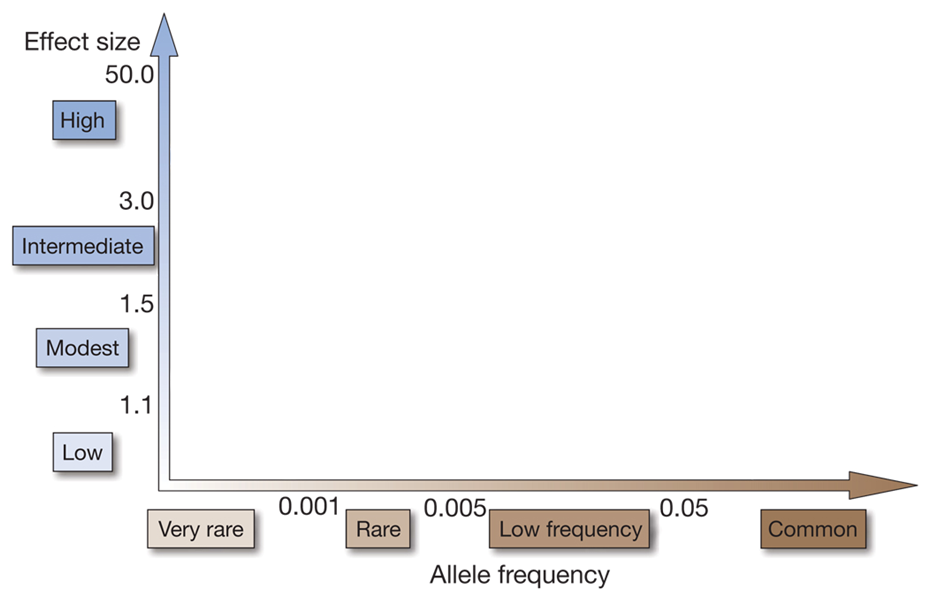 Effect size
50.0
High
3.0
Intermediate
1.5
Modest
1.1
Low
0.001 0.005 0.05
Very rare Rare Low frequency Common
Allele frequency